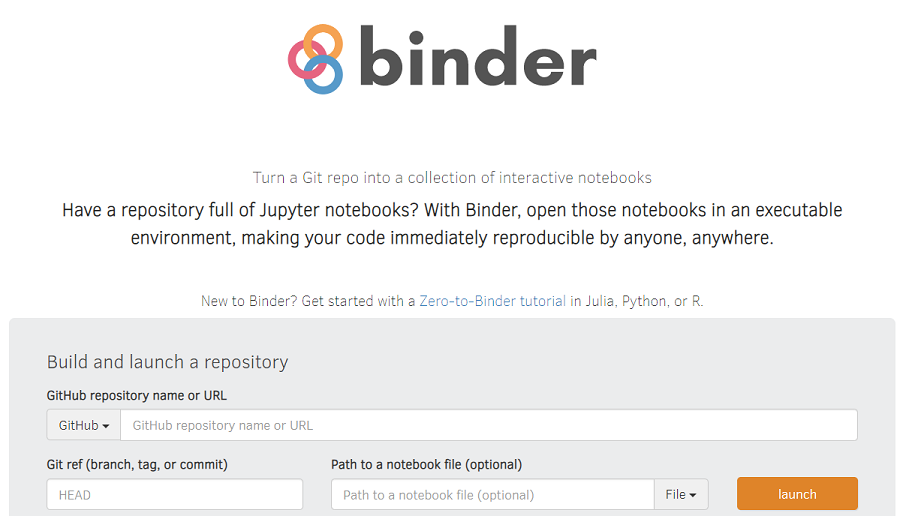 binder
Turn a Git repo into a collection of interactive notebooks
Have a repository full of Jupyter notebooks? With Binder, open those notebooks in an executable
environment, making your code immediately reproducible by anyone, anywhere.
New to Binder? Get started with a Zero-to-Binder tutorial in Julia, Python, or R.
Build and launch a repository
GitHub repository name or URL
GitHub GitHub repository name or URL
Git ref (branch, tag, or commit) Path to a notebook file (optional)
HEAD Path to a notebook file (optional) File launch